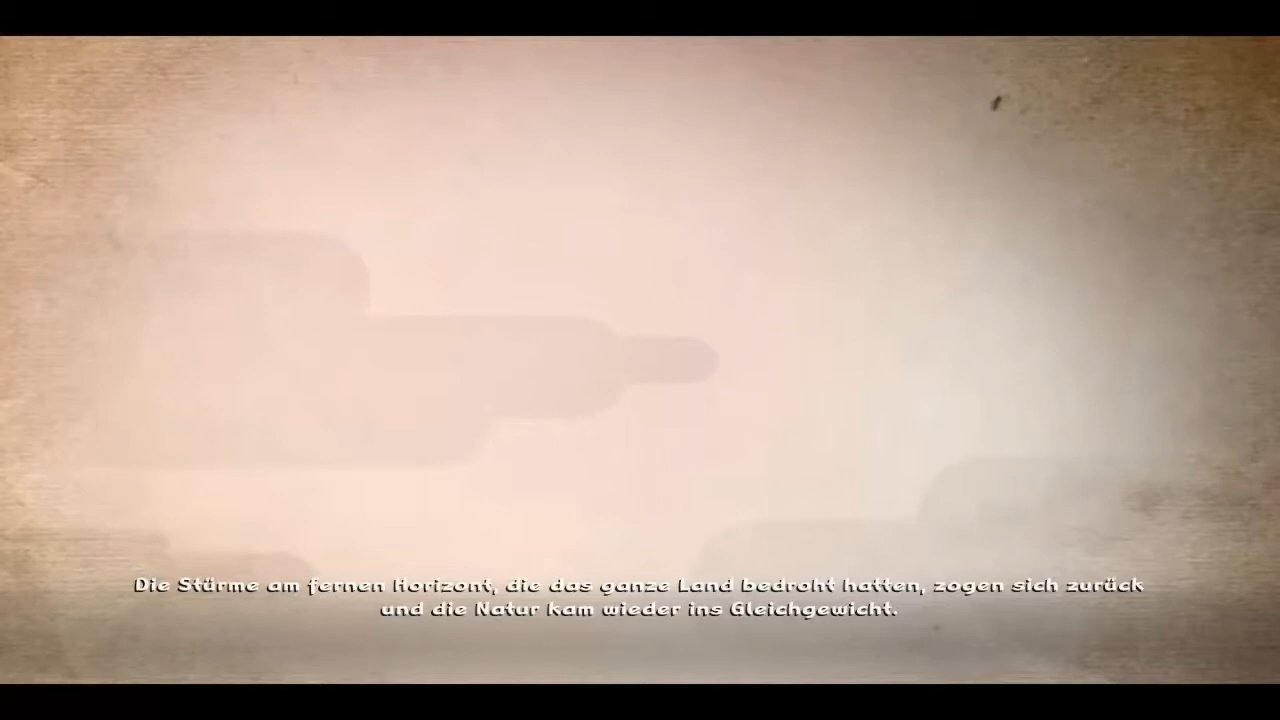 Die Stürme am fernen Horizont, die das ganze Land bedroht hatten, zogen sich zurück
und die Natur kam wieder ins Gleichgewicht.